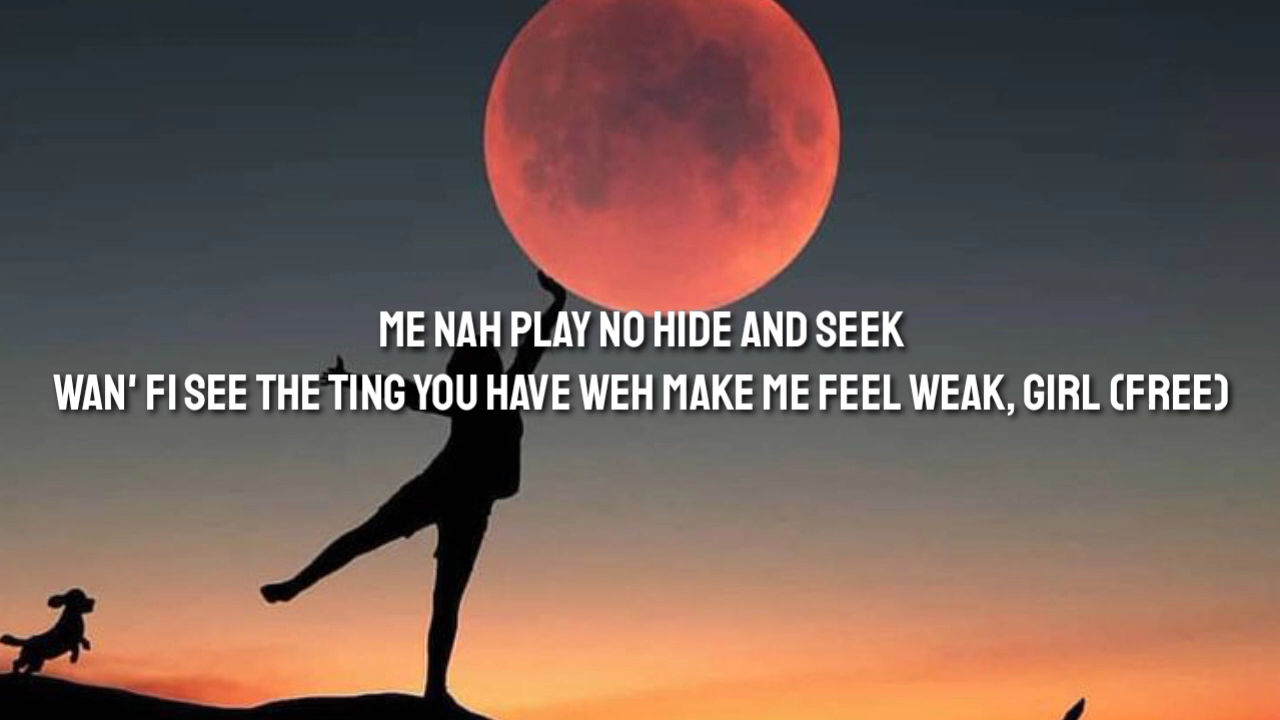 ME NAH PLAY NO HIDE AND SEEK
WAN' FI SEE THE TING YOU HAVE WEH MAKE ME FEEL WEAK, GIRL (FREE)